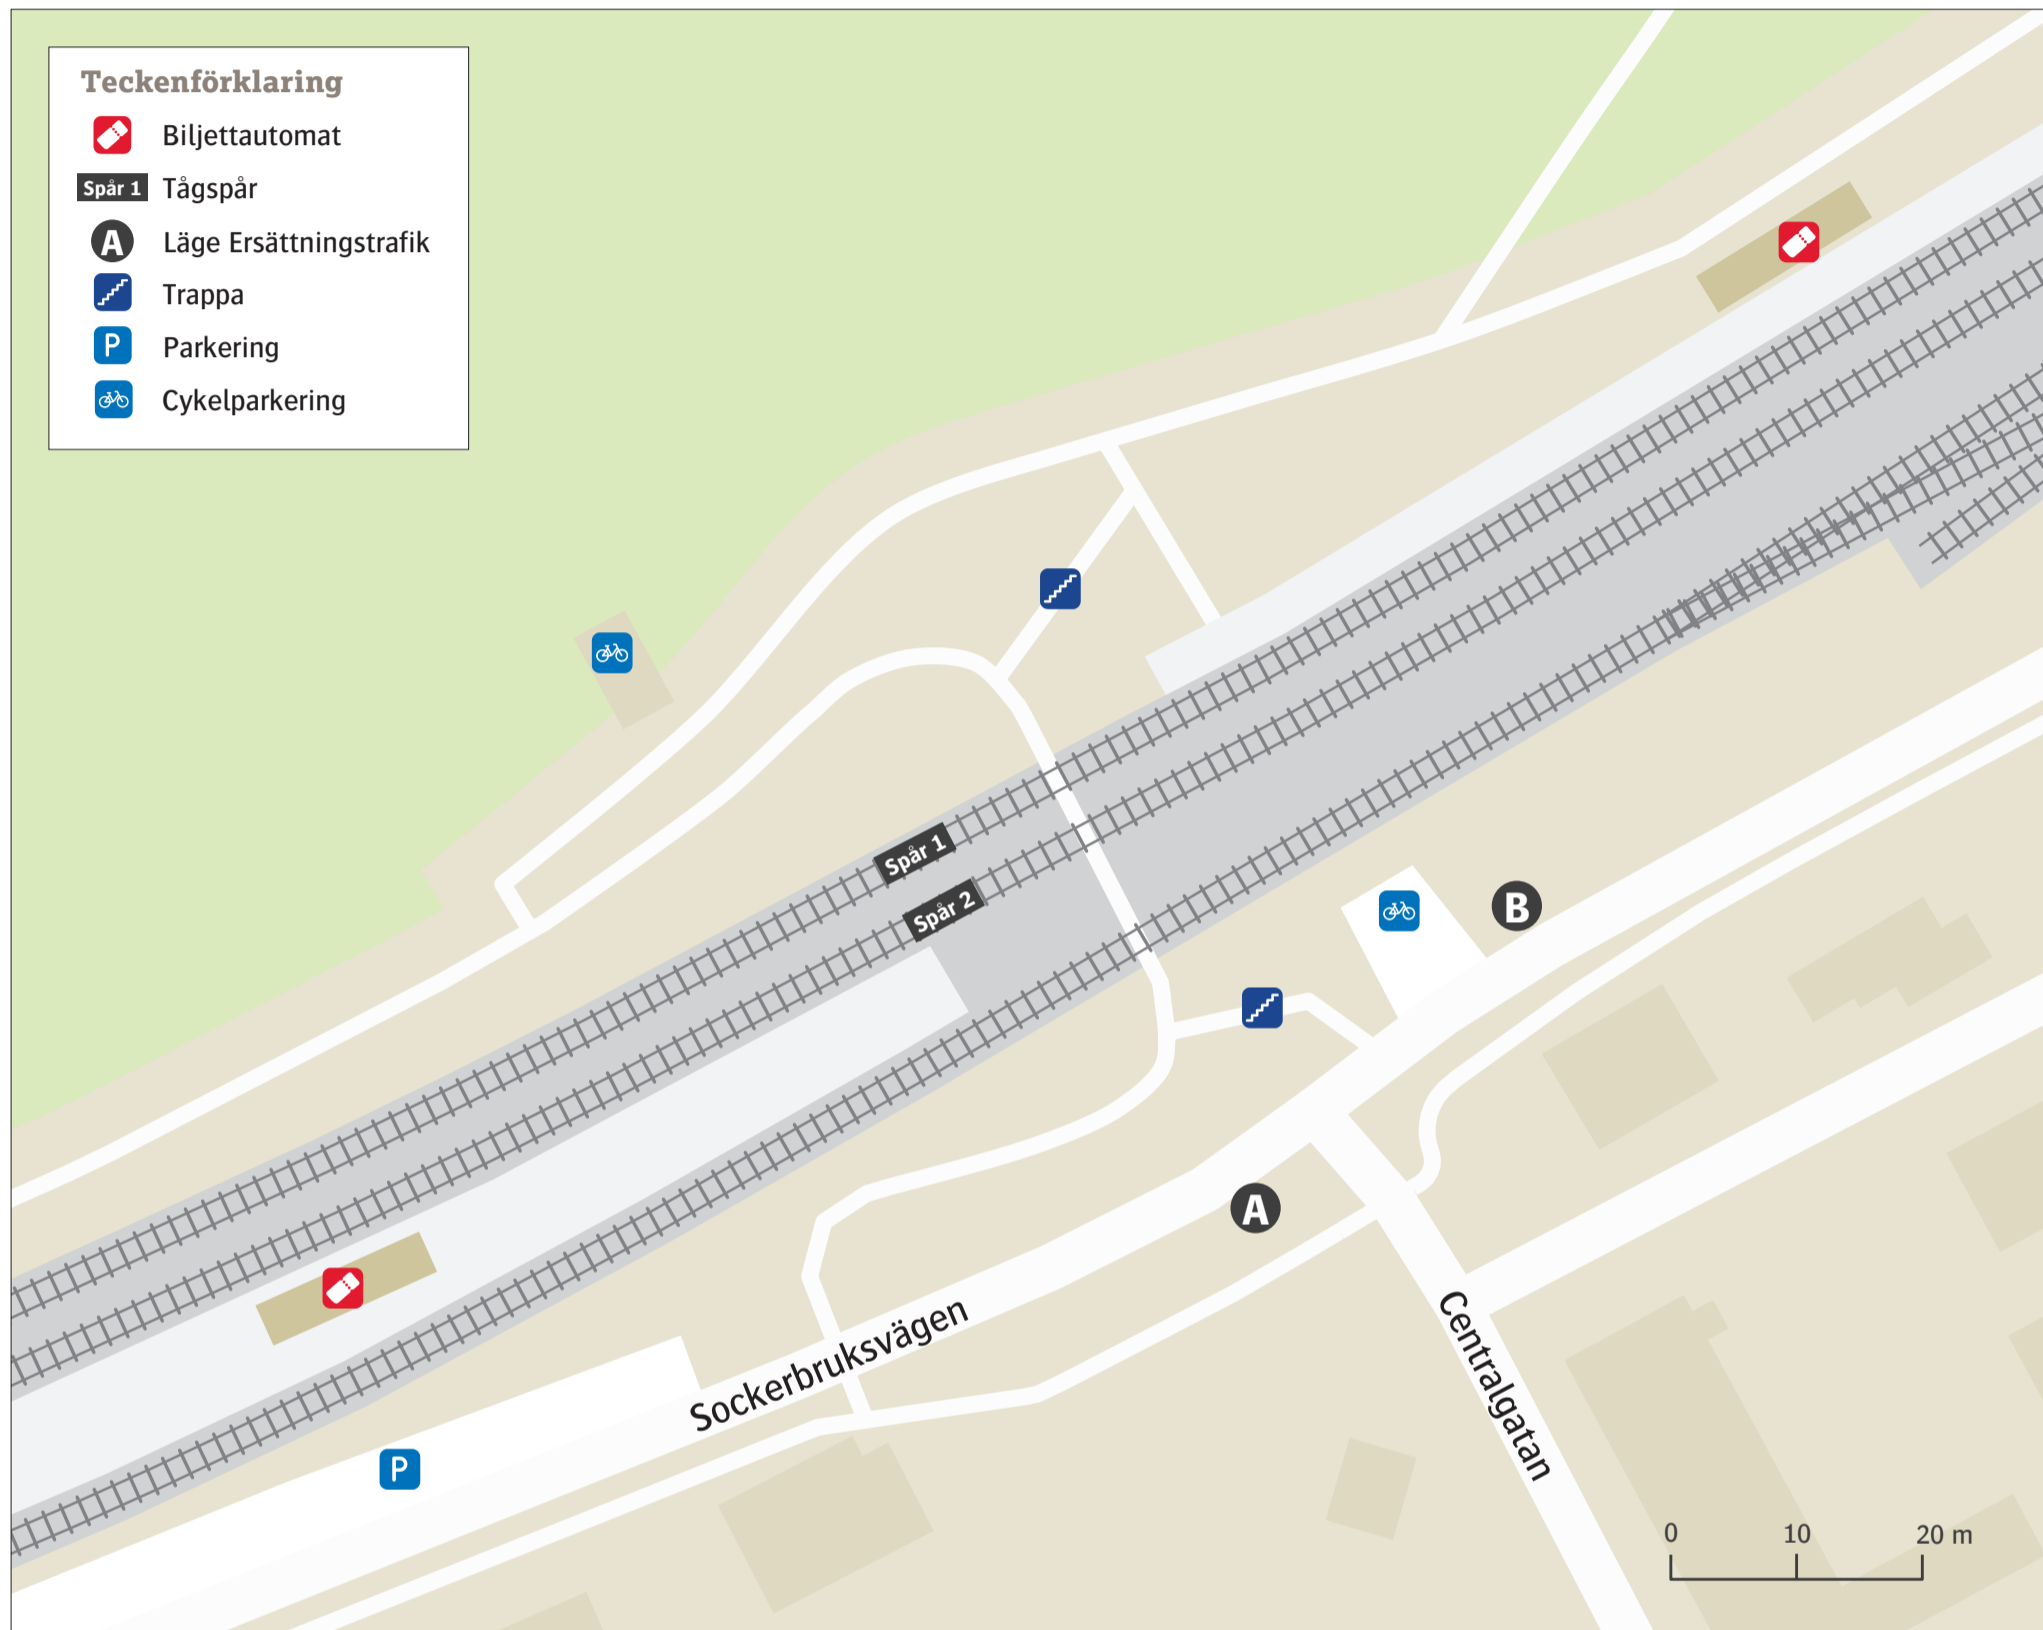 Teckenförklaring
Biljettautomat
Spår 1 Tågspår
A Läge Ersättningstrafik
Trappa
P Parkering
Cykelparkering
Spår 1
Spår 2
B
A
Sockerbruksvägen
Centralgatan
P
0 10 20 m